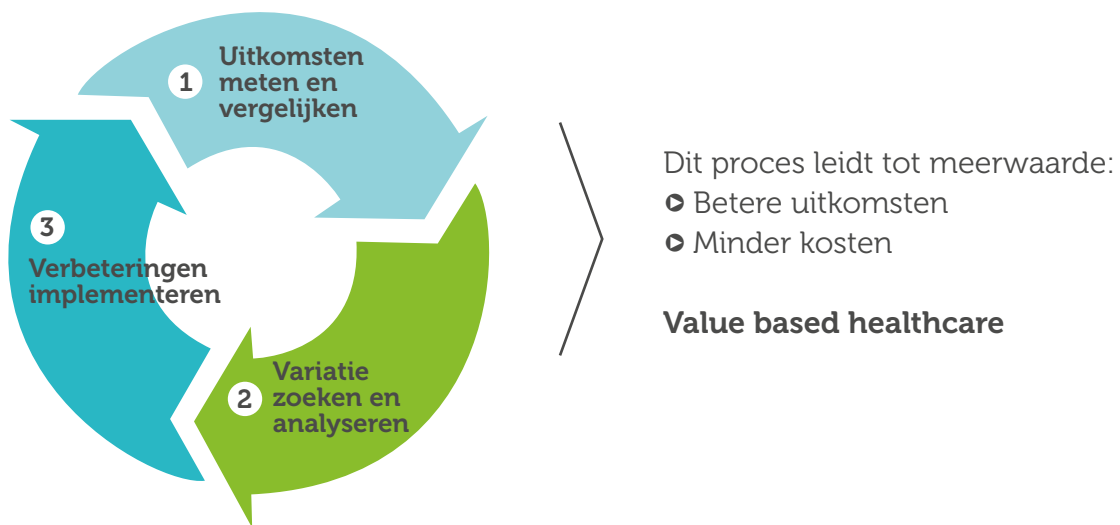 1
Uitkomsten
meten en
vergelijken
2
Variatie
zoeken en
analyseren
3
Verbeteringen
implementeren
Dit proces leidt tot meerwaarde:
Betere uitkomsten
Minder kosten
Value based healthcare